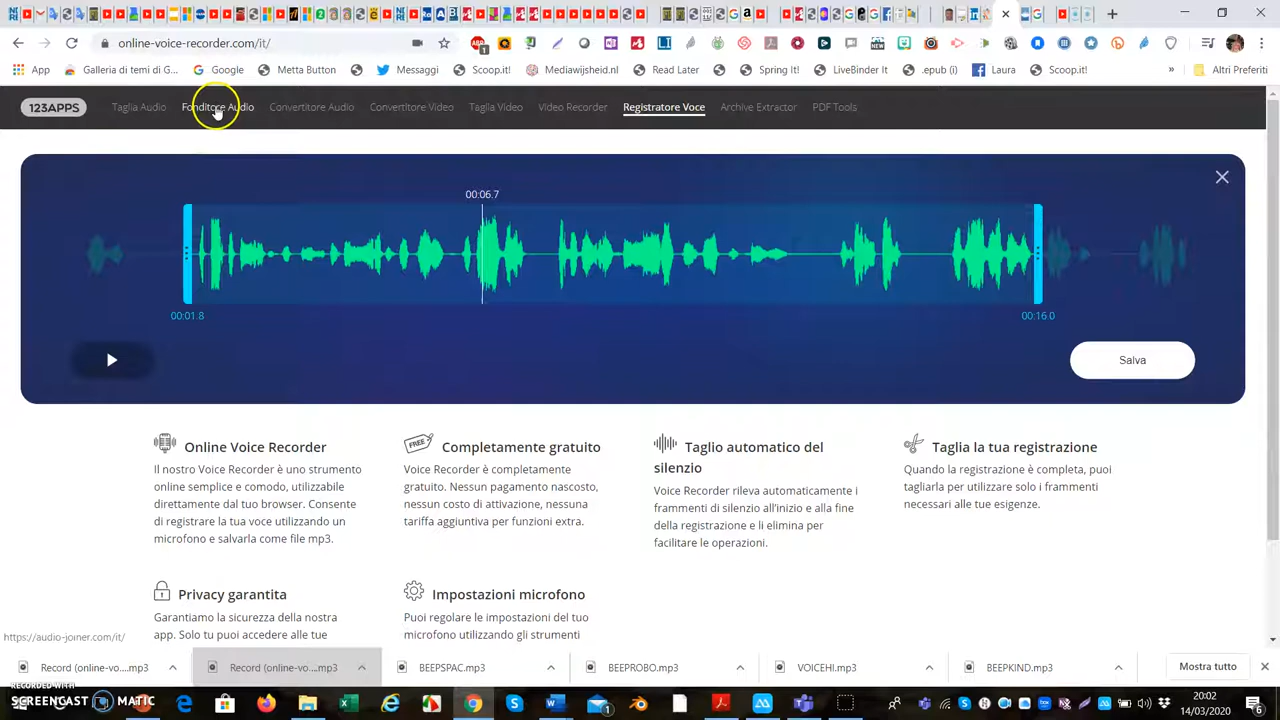 online-voice-recorder.com/it/
App Galleria di temi di G... Google Metta Button Messaggi Scoop.it! Mediawijsheid.nl Read Later Spring It! LiveBinder It .epub (i) Laura Scoop.it! » Altri Preferiti
123APPS Taglia Audio Fonditore Audio Convertitore Audio Convertitore Video Taglia Video Video Recorder Registratore Voce Archive Extractor PDF Tools
00:06.7
00:01.8 00:16.0
Salva
Online Voice Recorder
Il nostro Voice Recorder è uno strumento
online semplice e comodo, utilizzabile
direttamente dal tuo browser. Consente
di registrare la tua voce utilizzando un
microfono e salvarla come file mp3.
FREE
Completamente gratuito
Voice Recorder è completamente
gratuito. Nessun pagamento nascosto,
nessun costo di attivazione, nessuna
tariffa aggiuntiva per funzioni extra.
Taglio automatico del
silenzio
Voice Recorder rileva automaticamente i
frammenti di silenzio all'inizio e alla fine
della registrazione e li elimina per
facilitare le operazioni.
Taglia la tua registrazione
Quando la registrazione è completa, puoi
tagliarla per utilizzare solo i frammenti
necessari alle tue esigenze.
Privacy garantita
Garantiamo la sicurezza della nostra
app. Solo tu puoi accedere alle tue
Impostazioni microfono
Puoi regolare le impostazioni del tuo
microfono utilizzando gli strumenti
https://audio-joiner.com/it/
Record (online-vo....mp3 Record (online-vo....mp3 BEEPSPAC.mp3 BEEPROBO.mp3 VOICEHI.mp3 BEEPKIND.mp3 Mostra tutto
RECORDED WITH
SCREENCAST MATIC
20:02
14/03/2020